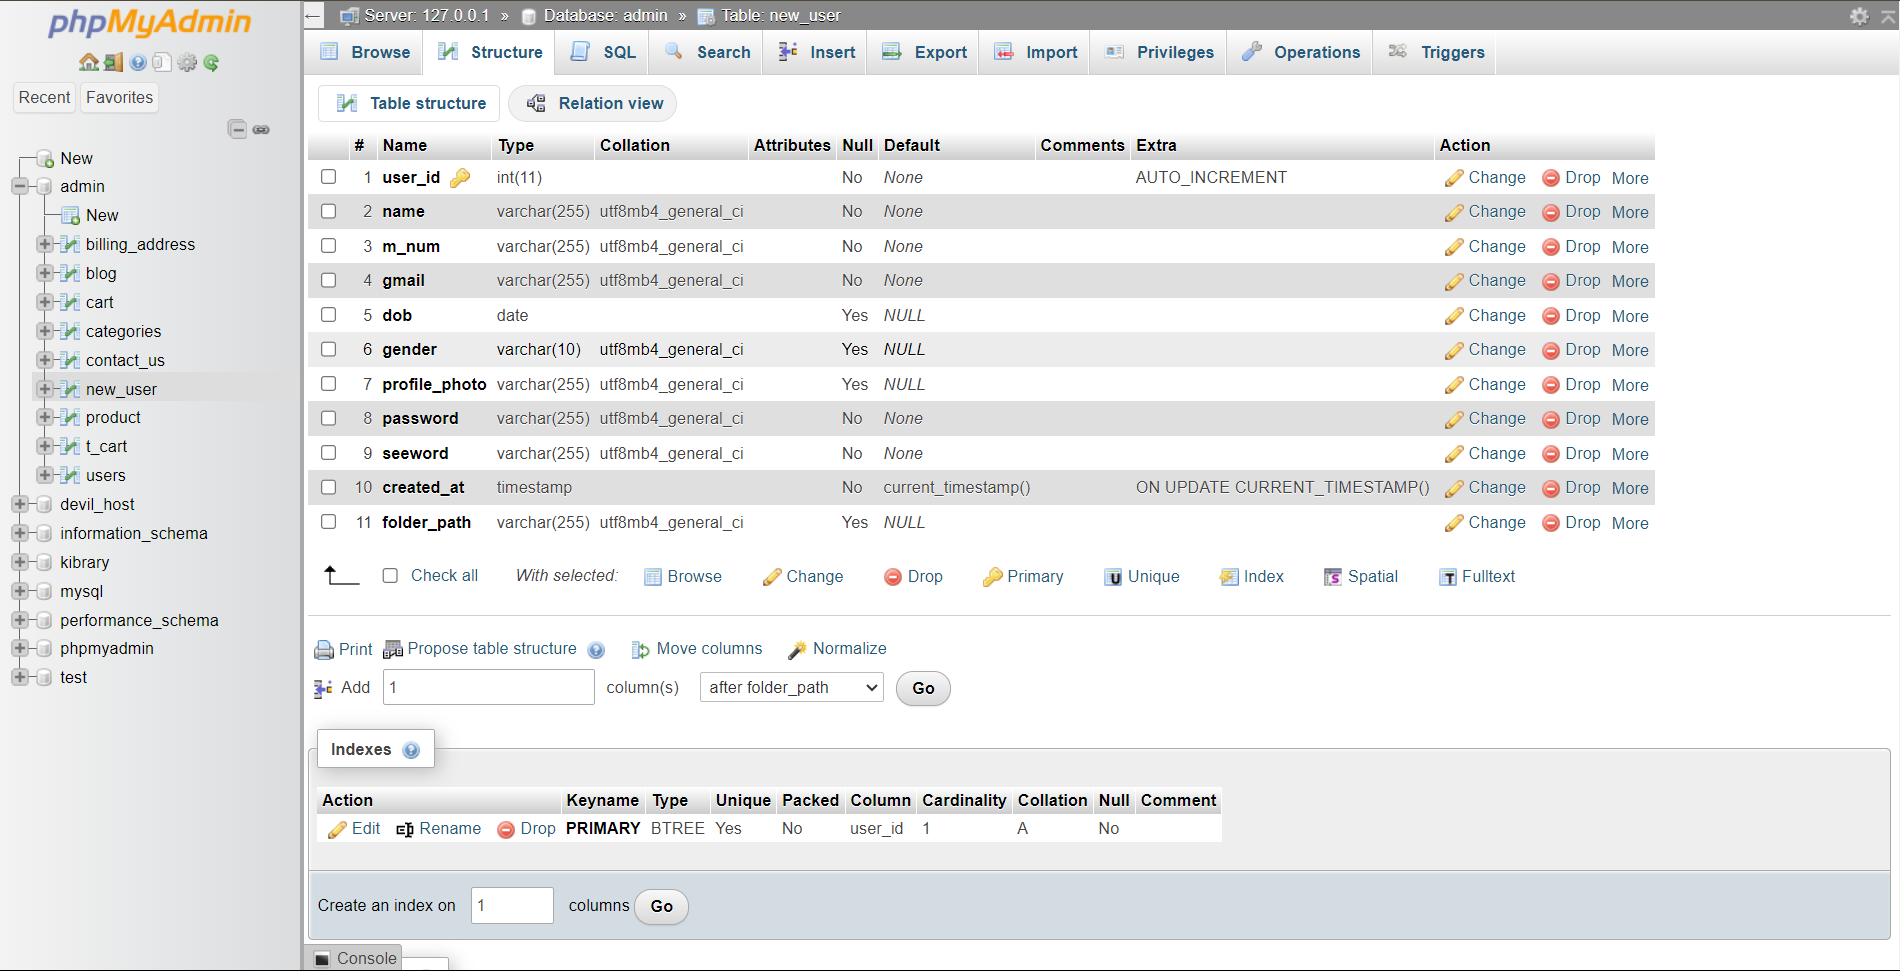 phpMyAdmin
Recent Favorites
New
admin
New
billing_address
blog
cart
categories
contact_us
new_user
product
t_cart
users
devil_host
information_schema
kibrary
mysql
performance_schema
phpmyadmin
test
Server: 127.0.0.1 » Database: admin » Table: new_user
Browse Structure SQL Search Insert Export Import Privileges Operations Triggers
Table structure Relation view
# Name Type Collation Attributes Null Default Comments Extra Action
1 user_id int(11) No None AUTO_INCREMENT Change Drop More
2 name varchar(255) utf8mb4_general_ci No None Change Drop More
3 m_num varchar(255) utf8mb4_general_ci No None Change Drop More
4 gmail varchar(255) utf8mb4_general_ci No None Change Drop More
5 dob date Yes NULL Change Drop More
6 gender varchar(10) utf8mb4_general_ci Yes NULL Change Drop More
7 profile_photo varchar(255) utf8mb4_general_ci Yes NULL Change Drop More
8 password varchar(255) utf8mb4_general_ci No None Change Drop More
9 seeword varchar(255) utf8mb4_general_ci No None Change Drop More
10 created_at timestamp No current_timestamp() ON UPDATE CURRENT_TIMESTAMP() Change Drop More
11 folder_path varchar(255) utf8mb4_general_ci Yes NULL Change Drop More
Check all With selected: Browse Change Drop Primary Unique Index Spatial Fulltext
Print Propose table structure Move columns Normalize
Add 1 column(s) after folder_path Go
Indexes
Action Keyname Type Unique Packed Column Cardinality Collation Null Comment
Edit Rename Drop PRIMARY BTREE Yes No user_id 1 A No
Create an index on 1 columns Go
Console